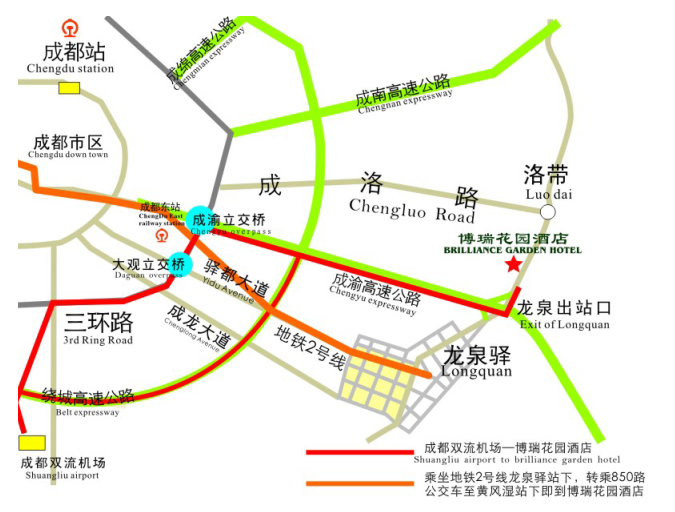 成都站
Chengdu station
成绵高速公路
Chengmian expressway
成南高速公路
Chengnan expressway
成都市区
Chengdu down town
成洛路
Chengluo Road
洛带
Luo dai
成都东站
Chengdu East
railway station
成渝立交桥
Chengyu overpass
博瑞花园酒店
BRILLIANCE GARDEN HOTEL
大观立交桥
Daguan overpass
驿都大道
Yidu Avenue
成渝高速公路
Chengyu expressway
三环路
3rd Ring Road
成龙大道
Chenglong Avenue
地铁2号线
龙泉出站口
Exit of Longquan
龙泉驿
Longquan
绕城高速公路
Belt expressway
成都双流机场
Shuangliu airport
成都双流机场—博瑞花园酒店
Shuangliu airport to brilliance garden hotel
乘坐地铁2号线龙泉驿站下，转乘850路
公交车至黄风湿站下即到博瑞花园酒店